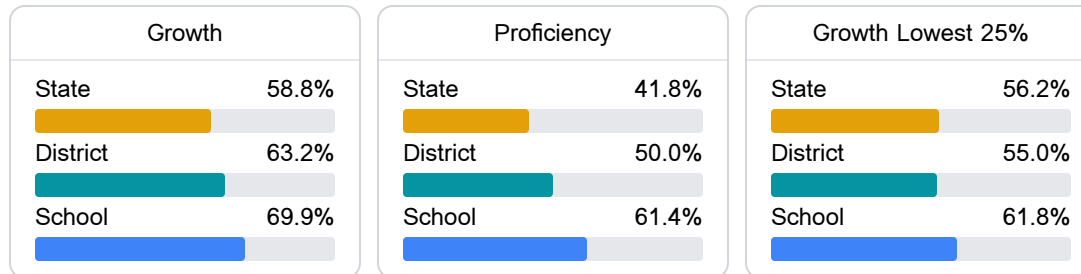 Growth
State 58.8%
District 63.2%
School 69.9%
Proficiency
State 41.8%
District 50.0%
School 61.4%
Growth Lowest 25%
State 56.2%
District 55.0%
School 61.8%